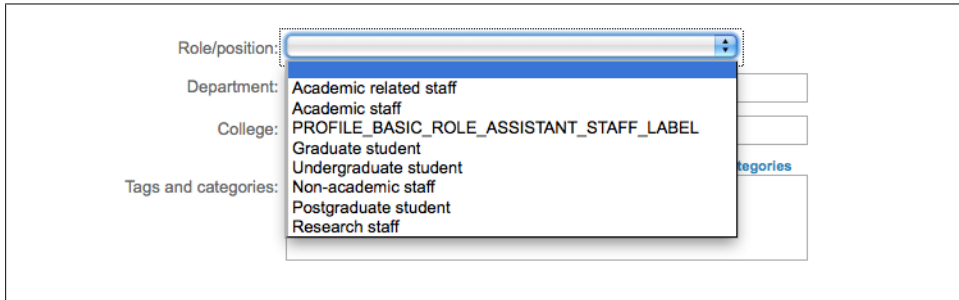 Role/position:
Department:
Academic related staff
Academic staff
College:
PROFILE_BASIC_ROLE_ASSISTANT_STAFF_LABEL
Graduate student
Undergraduate student
tegories
Tags and categories:
Non-academic staff
Postgraduate student
Research staff